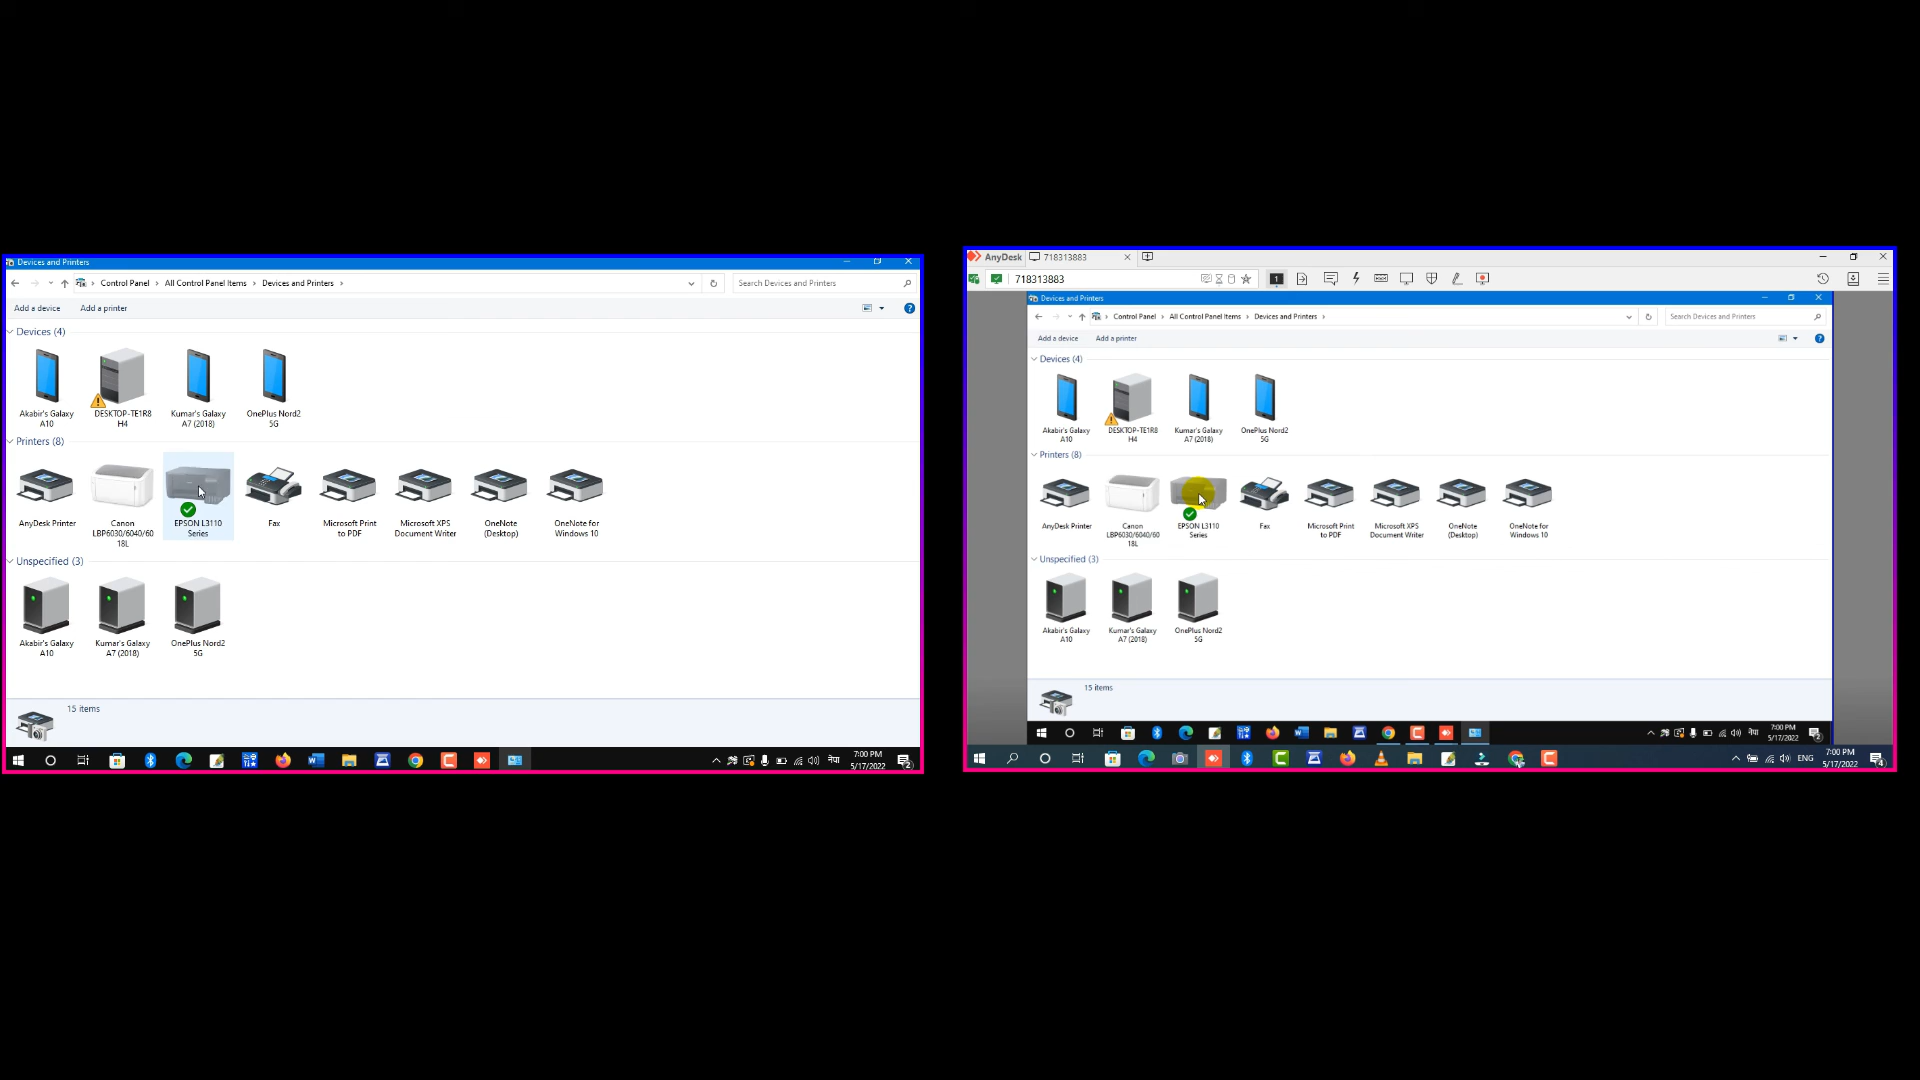 Devices and Printers
Control Panel > All Control Panel Items > Devices and Printers >
Search Devices and Printers
Add a device
Add a printer
Devices (4)
Akabir's Galaxy
A10
DESKTOP-TE1R8
H4
Kumar's Galaxy
A7 (2018)
OnePlus Nord2
5G
Printers (8)
AnyDesk Printer
Canon
LBP6030/6040/60
18L
EPSON L3110
Series
Fax
Microsoft Print
to PDF
Microsoft XPS
Document Writer
OneNote
(Desktop)
OneNote for
Windows 10
Unspecified (3)
Akabir's Galaxy
A10
Kumar's Galaxy
A7 (2018)
OnePlus Nord2
5G
15 items
नेपा
7:00 PM
5/17/2022
2
AnyDesk
718313883
718313883
1
Devices and Printers
Control Panel > All Control Panel Items > Devices and Printers >
Search Devices and Printers
Add a device
Add a printer
Devices (4)
Akabir's Galaxy
A10
DESKTOP-TE1R8
H4
Kumar's Galaxy
A7 (2018)
OnePlus Nord2
5G
Printers (8)
AnyDesk Printer
Canon
LBP6030/6040/60
18L
EPSON L3110
Series
Fax
Microsoft Print
to PDF
Microsoft XPS
Document Writer
OneNote
(Desktop)
OneNote for
Windows 10
Unspecified (3)
Akabir's Galaxy
A10
Kumar's Galaxy
A7 (2018)
OnePlus Nord2
5G
15 items
नेपा
7:00 PM
5/17/2022
ENG
7:00 PM
5/17/2022
4